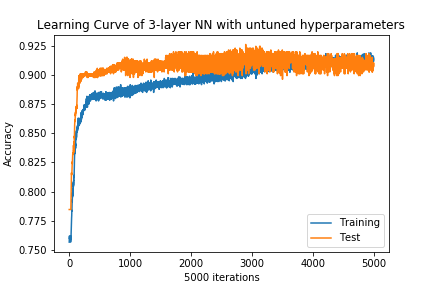 Learning Curve of 3-layer NN with untuned hyperparameters
0.925
0.900
0.875
0.850
0.825
0.800
0.775
0.750
Accuracy
Training
Test
0 1000 2000 3000 4000 5000
5000 iterations